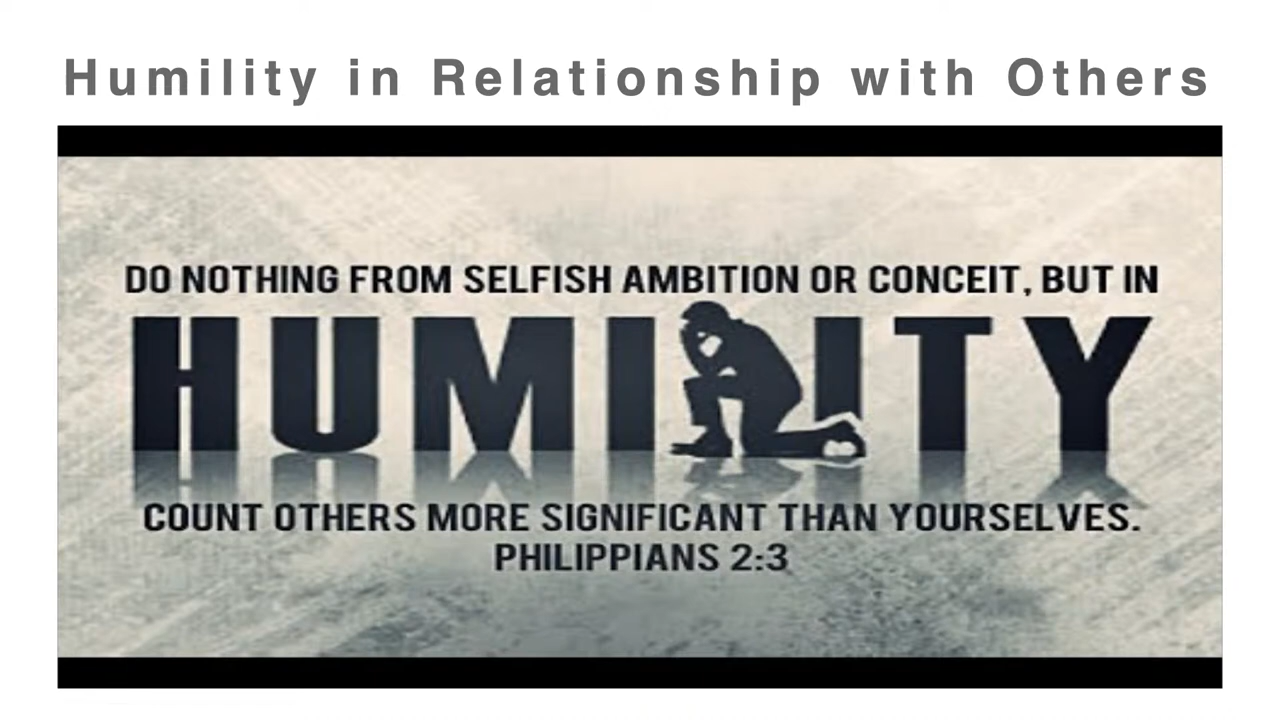 Humility in Relationship with Others
DO NOTHING FROM SELFISH AMBITION OR CONCEIT, BUT IN
HUMILITY
COUNT OTHERS MORE SIGNIFICANT THAN YOURSELVES.
PHILIPPIANS 2:3